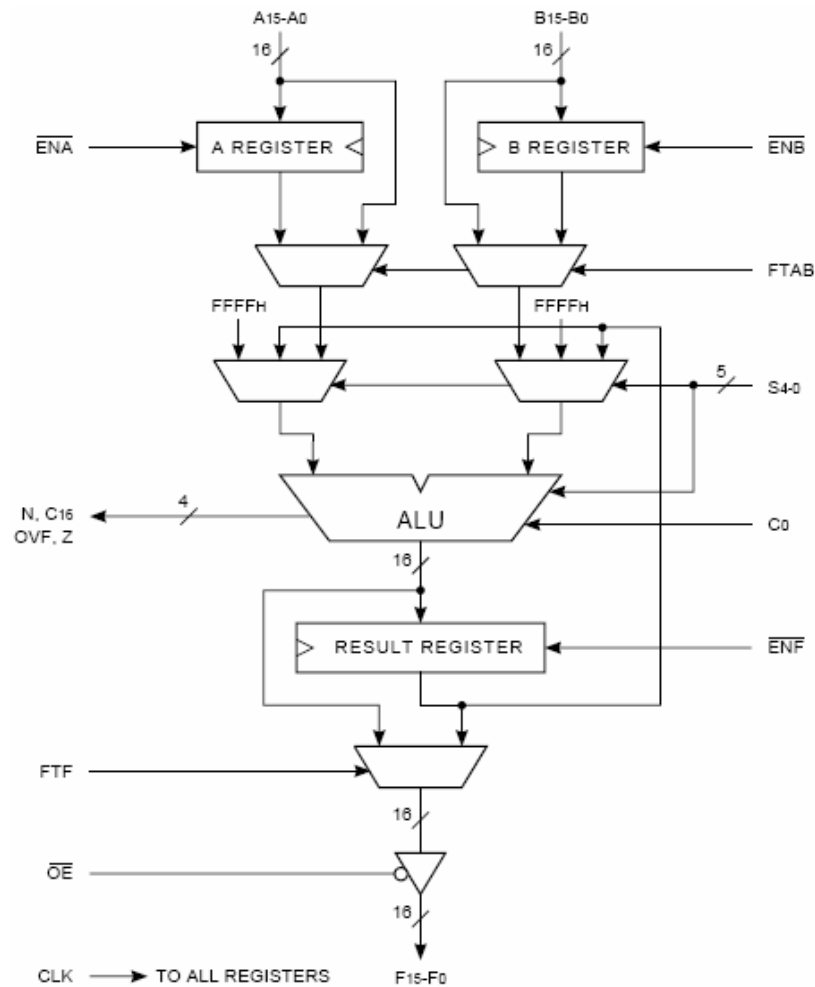 A15-A0 B15-B0
16 16
ENA A REGISTER B REGISTER ENB
FTAB
FFFFH FFFFH
5 S4-0
N, C16 4 ALU C0
OVF, Z
16
RESULT REGISTER ENF
FTF
16
OE
16
CLK TO ALL REGISTERS F15-F0